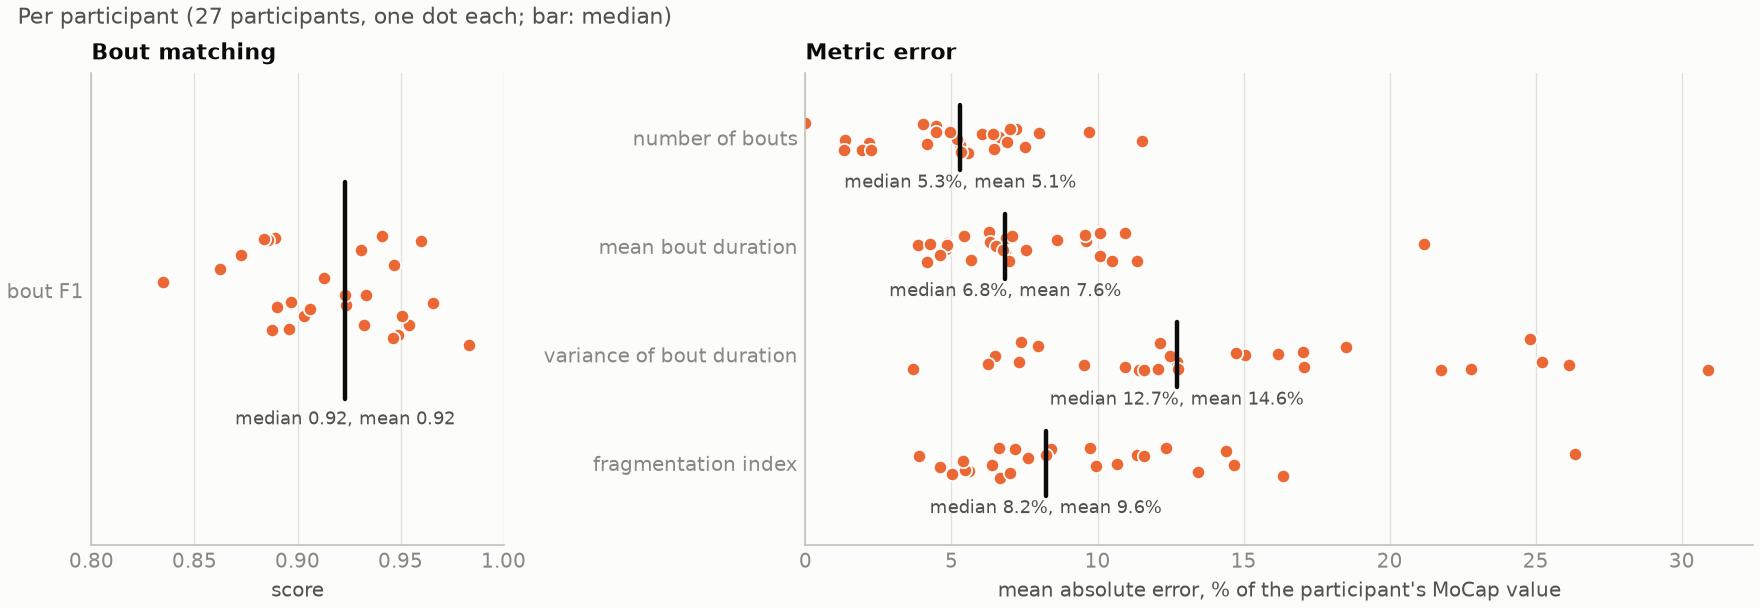 Per participant (27 participants, one dot each; bar: median)
Bout matching
bout F1
median 0.92, mean 0.92
0.80 0.85 0.90 0.95 1.00
score
Metric error
number of bouts
median 5.3%, mean 5.1%
mean bout duration
median 6.8%, mean 7.6%
variance of bout duration
median 12.7%, mean 14.6%
fragmentation index
median 8.2%, mean 9.6%
0 5 10 15 20 25 30
mean absolute error, % of the participant's MoCap value